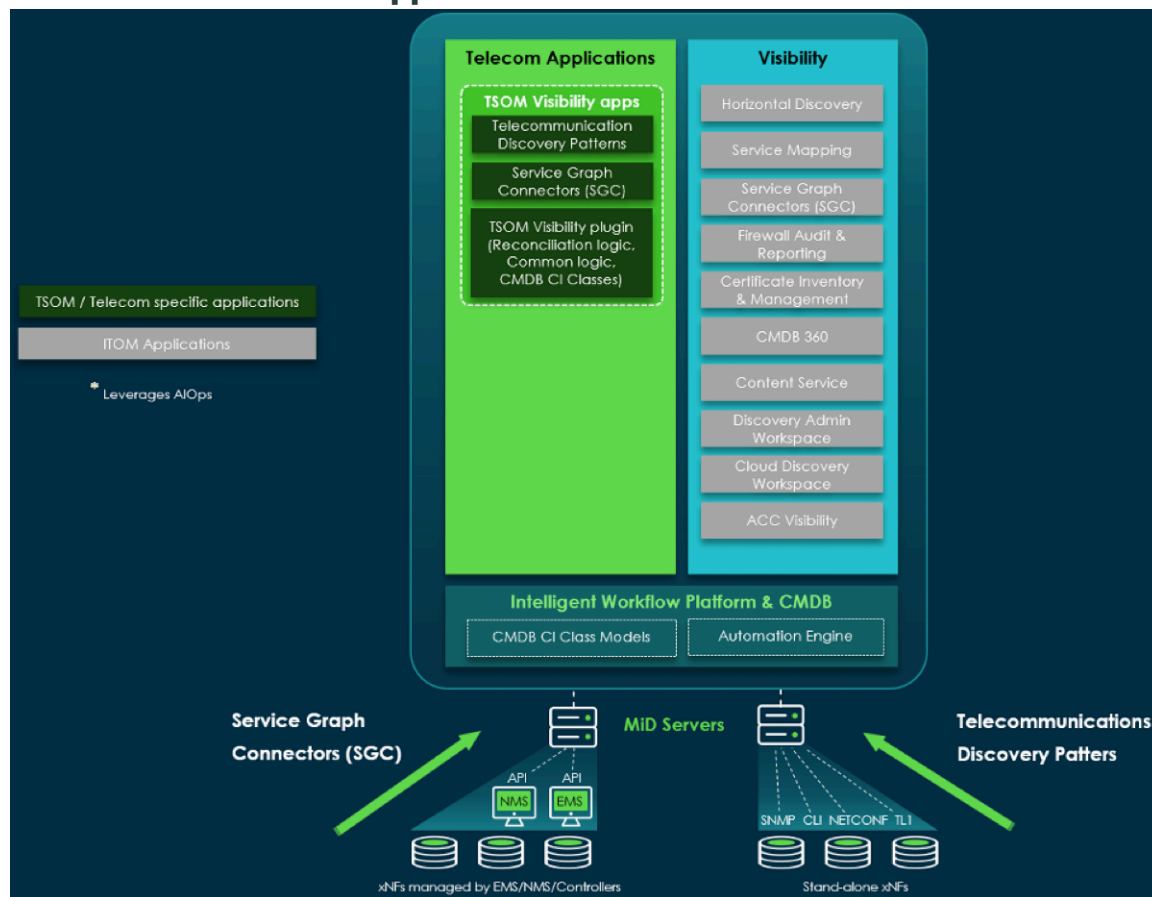 Telecom Applications
TSOM Visibility apps
Telecommunication
Discovery Patterns
Service Graph
Connectors (SGC)
TSOM Visibility plugin
(Reconciliation logic,
Common logic,
CMDB CI Classes)
Visibility
Horizontal Discovery
Service Mapping
Service Graph
Connectors (SGC)
Firewall Audit &
Reporting
Certificate Inventory
& Management
CMDB 360
Content Service
Discovery Admin
Workspace
Cloud Discovery
Workspace
ACC Visibility
TSOM / Telecom specific applications
ITOM Applications
* Leverages AIOps
Intelligent Workflow Platform & CMDB
CMDB CI Class Models
Automation Engine
Service Graph
Connectors (SGC)
MiD Servers
Telecommunications
Discovery Patters
API
API
NMS
EMS
SNMP CLI NETCONF TL1
xNFs managed by EMS/NMS/Controllers
Stand-alone xNFs